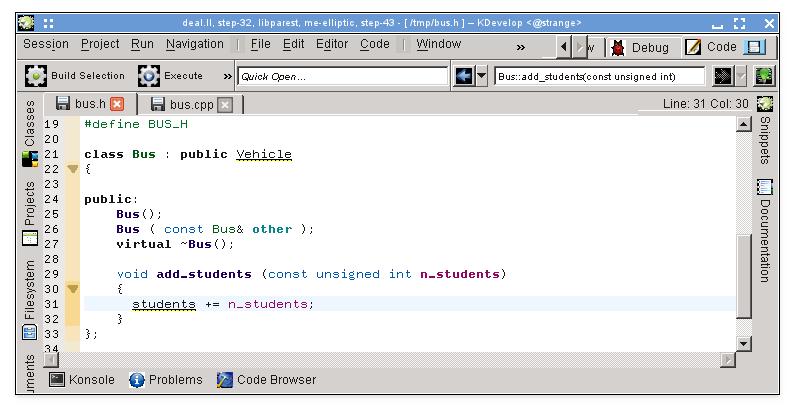 deal.II, step-32, libparest, me-elliptic, step-43 - [ /tmp/bus.h ] – KDevelop <@strange>
Session Project Run Navigation File Edit Editor Code Window » Debug Code
Build Selection Execute » Quick Open... Bus::add_students(const unsigned int)
bus.h bus.cpp Line: 31 Col: 30
Classes
Projects
Filesystem
uments
19 #define BUS_H
20
21 class Bus : public Vehicle
22 {
23
24 public:
25 Bus();
26 Bus ( const Bus& other );
27 virtual ~Bus();
28
29 void add_students (const unsigned int n_students)
30 {
31 students += n_students;
32 }
33 };
34
Snippets
Documentation
Konsole Problems Code Browser